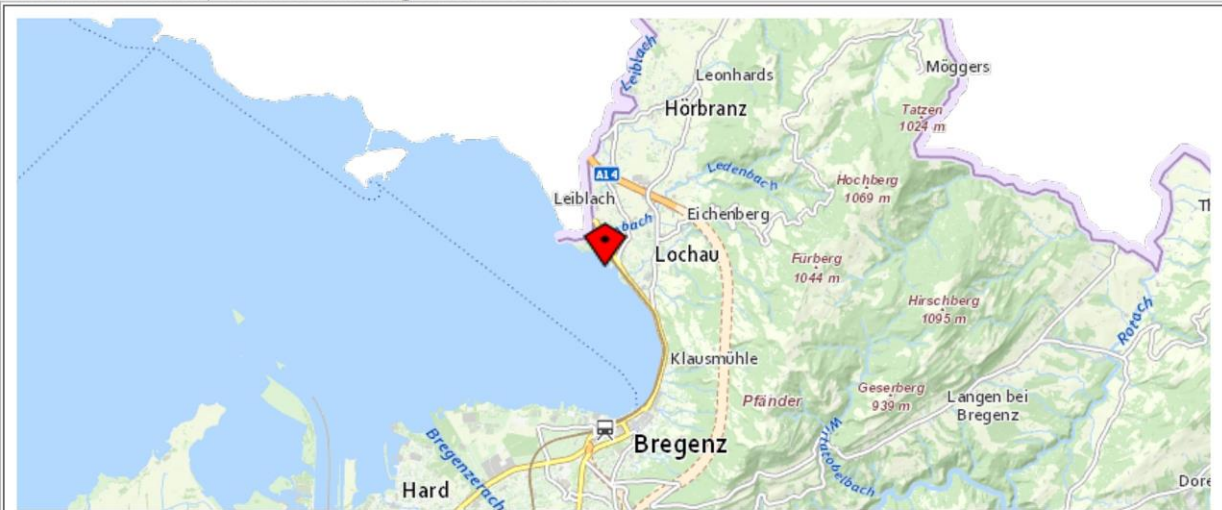 Leiblach
Leonhards
Möggers
Hörbranz
Tatzen
1024 m
A14
Ledenbach
Hochberg
1069 m
Leiblach
Eichenberg
Lochau
Fürberg
1044 m
Hirschberg
1095 m
Rotach
Klausmühle
Pfänder
Geserberg
939 m
Langen bei
Bregenz
Bregenzerach
Bregenz
Wirtatobelbach
Hard